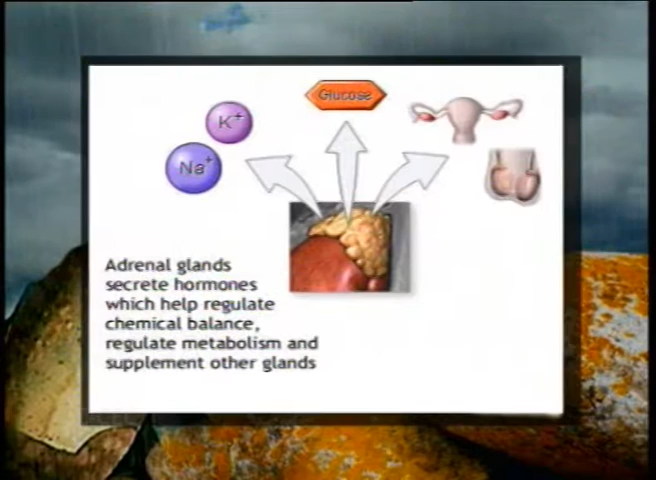 Glucose
K+
Na+
Adrenal glands
secrete hormones
which help regulate
chemical balance,
regulate metabolism and
supplement other glands